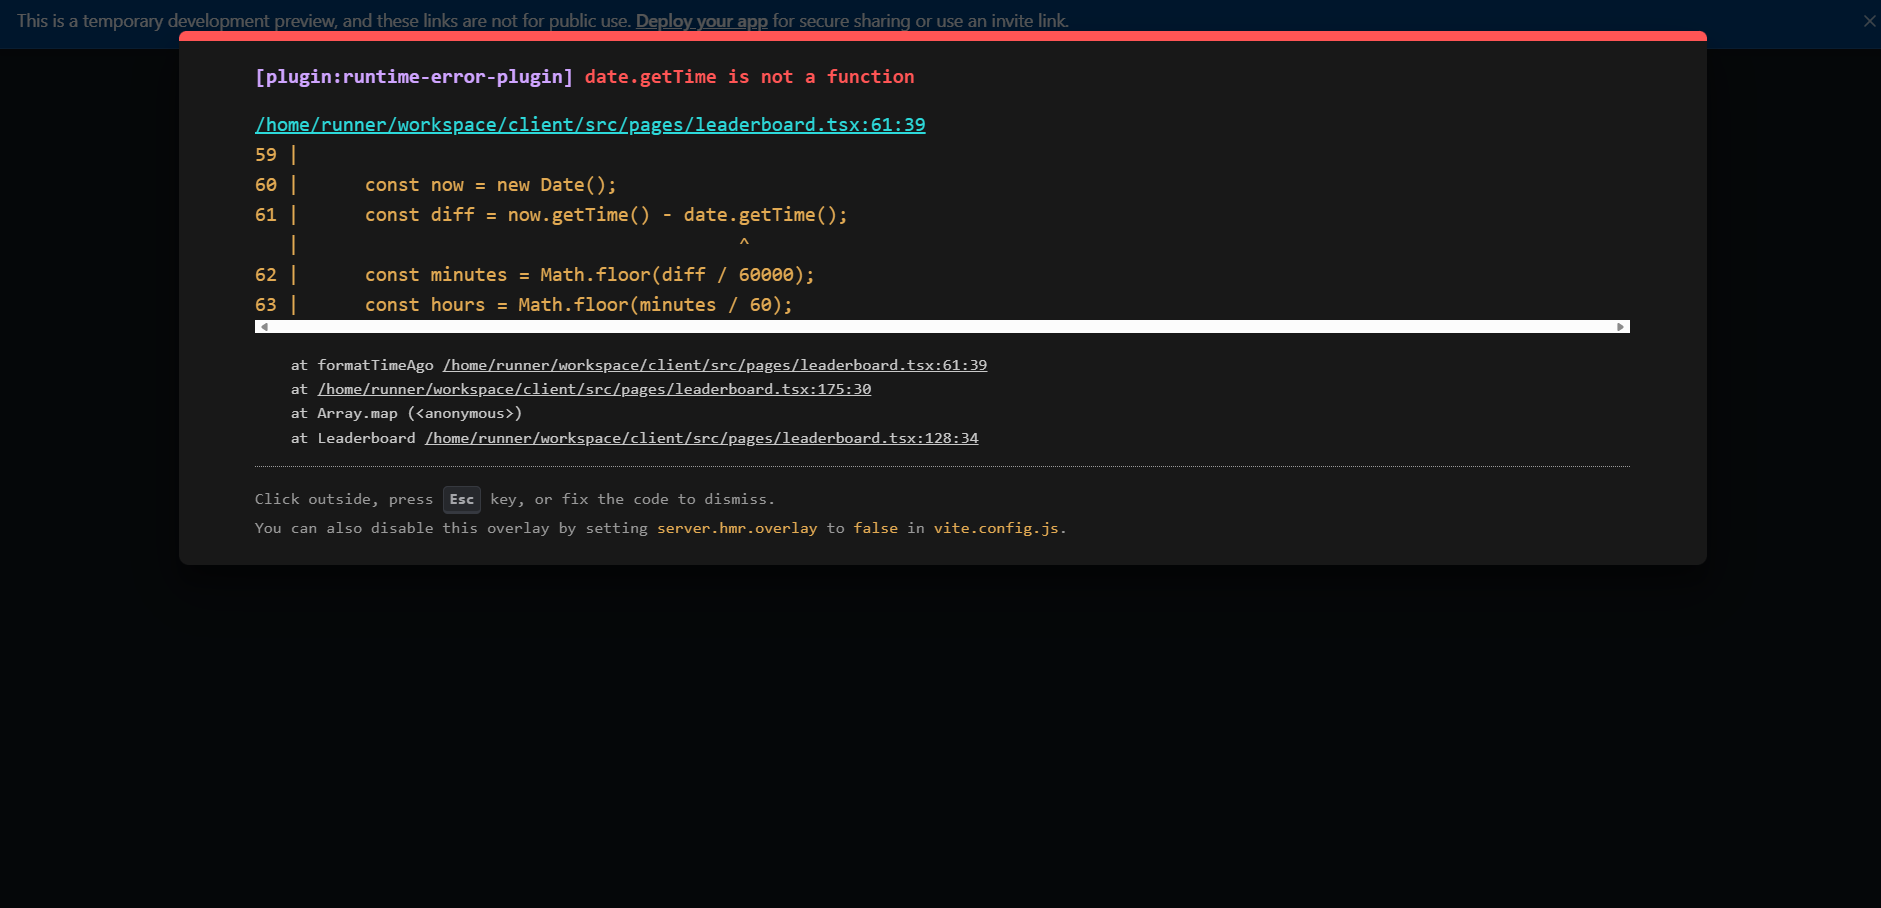 This is a temporary development preview, and these links are not for public use. Deploy your app for secure sharing or use an invite link.
[plugin:runtime-error-plugin] date.getTime is not a function
/home/runner/workspace/client/src/pages/leaderboard.tsx:61:39
59 |
60 |      const now = new Date();
61 |      const diff = now.getTime() - date.getTime();
   |                                        ^
62 |      const minutes = Math.floor(diff / 60000);
63 |      const hours = Math.floor(minutes / 60);
at formatTimeAgo /home/runner/workspace/client/src/pages/leaderboard.tsx:61:39
at /home/runner/workspace/client/src/pages/leaderboard.tsx:175:30
at Array.map (<anonymous>)
at Leaderboard /home/runner/workspace/client/src/pages/leaderboard.tsx:128:34
Click outside, press Esc key, or fix the code to dismiss.
You can also disable this overlay by setting server.hmr.overlay to false in vite.config.js.